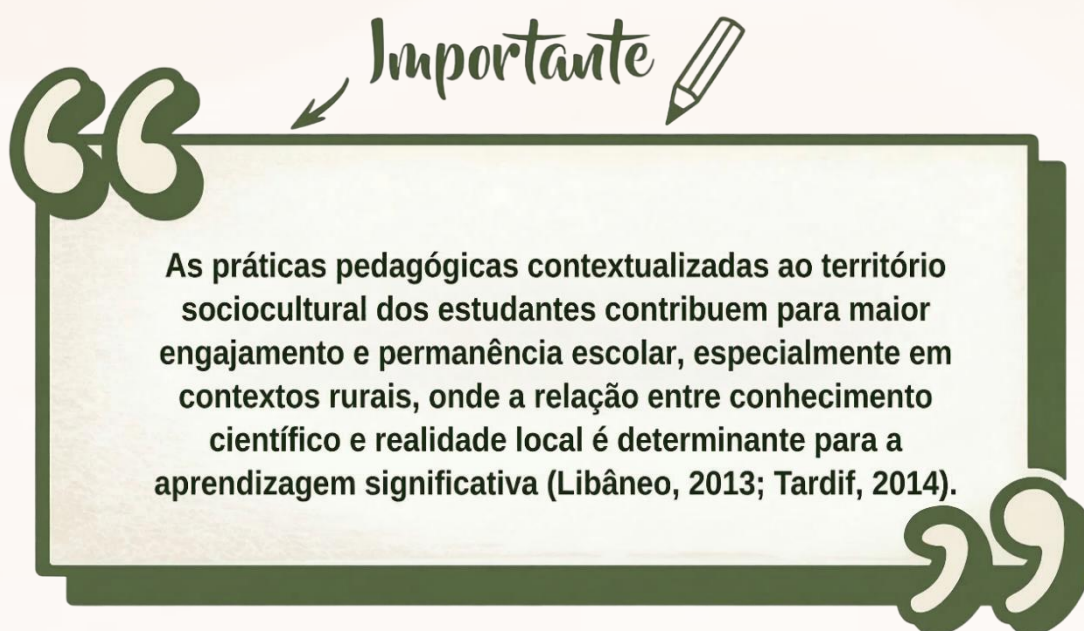 Importante
As práticas pedagógicas contextualizadas ao território
sociocultural dos estudantes contribuem para maior
engajamento e permanência escolar, especialmente em
contextos rurais, onde a relação entre conhecimento
científico e realidade local é determinante para a
aprendizagem significativa (Libâneo, 2013; Tardif, 2014).